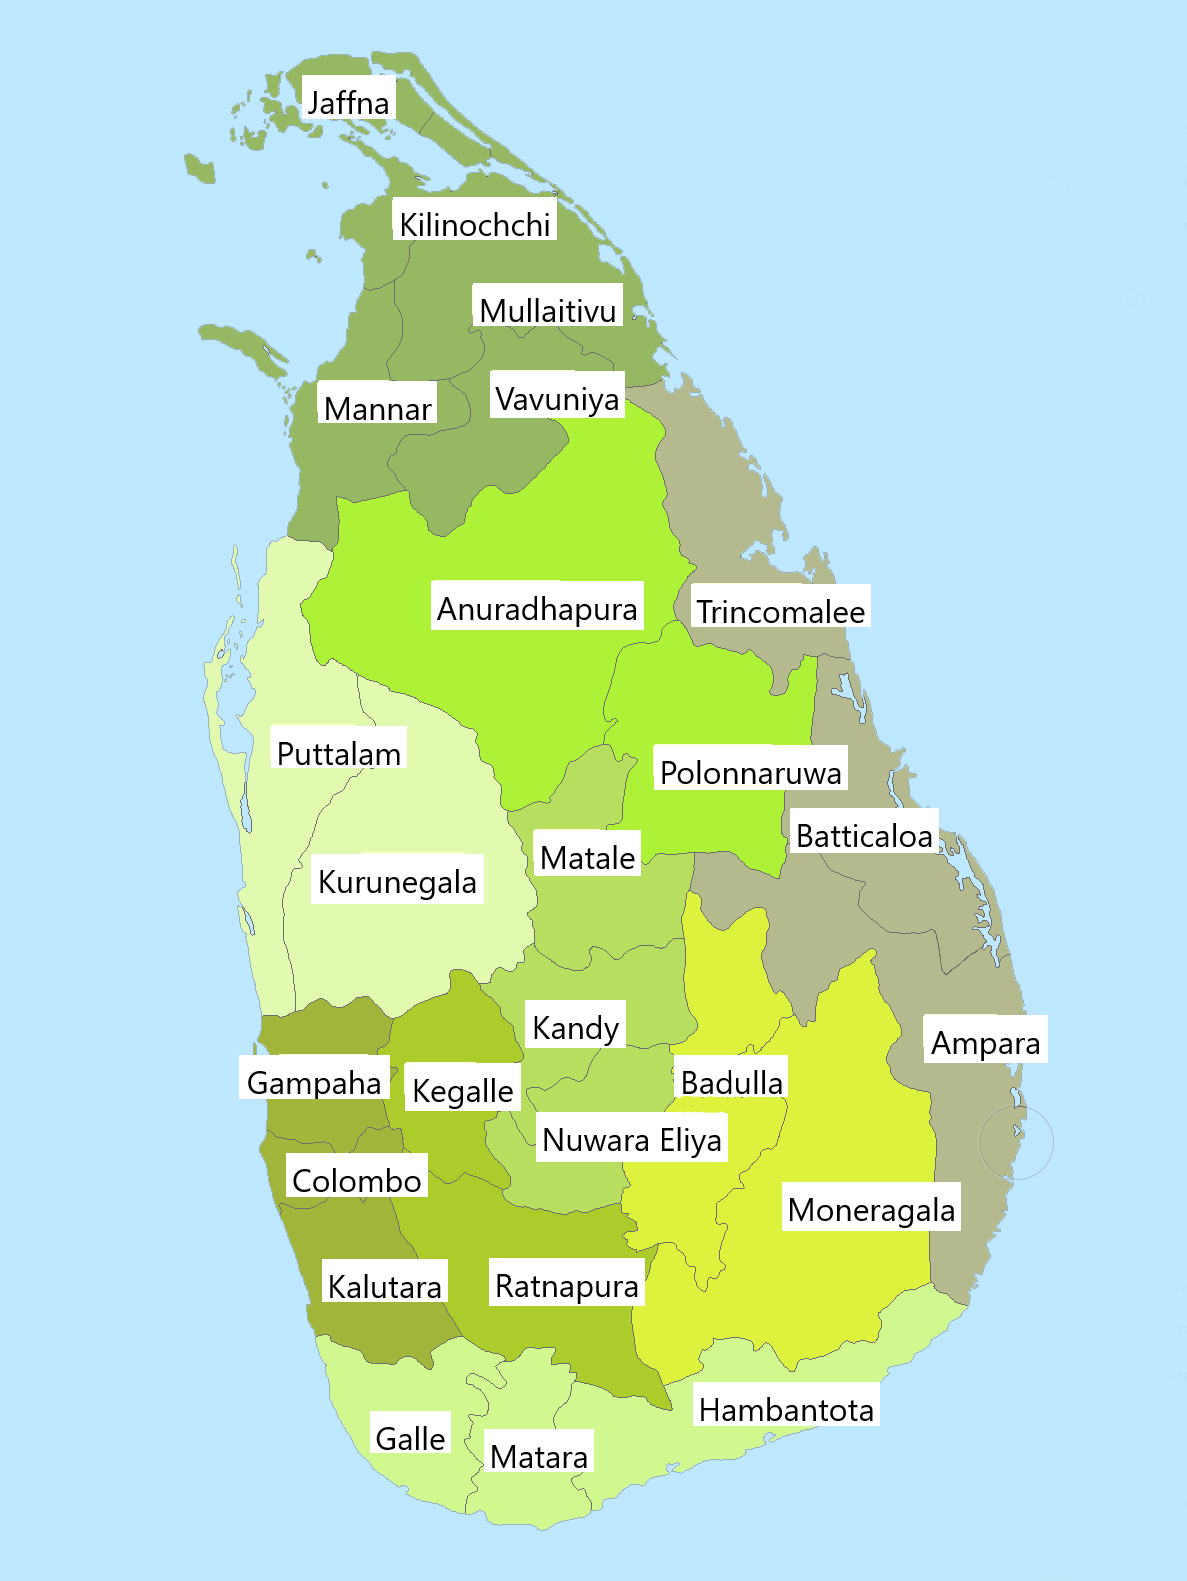 Jaffna
Kilinochchi
Mullaitivu
Mannar
Vavuniya
Anuradhapura
Trincomalee
Puttalam
Polonnaruwa
Batticaloa
Matale
Kurunegala
Kandy
Ampara
Gampaha
Kegalle
Badulla
Nuwara Eliya
Colombo
Moneragala
Kalutara
Ratnapura
Hambantota
Galle
Matara